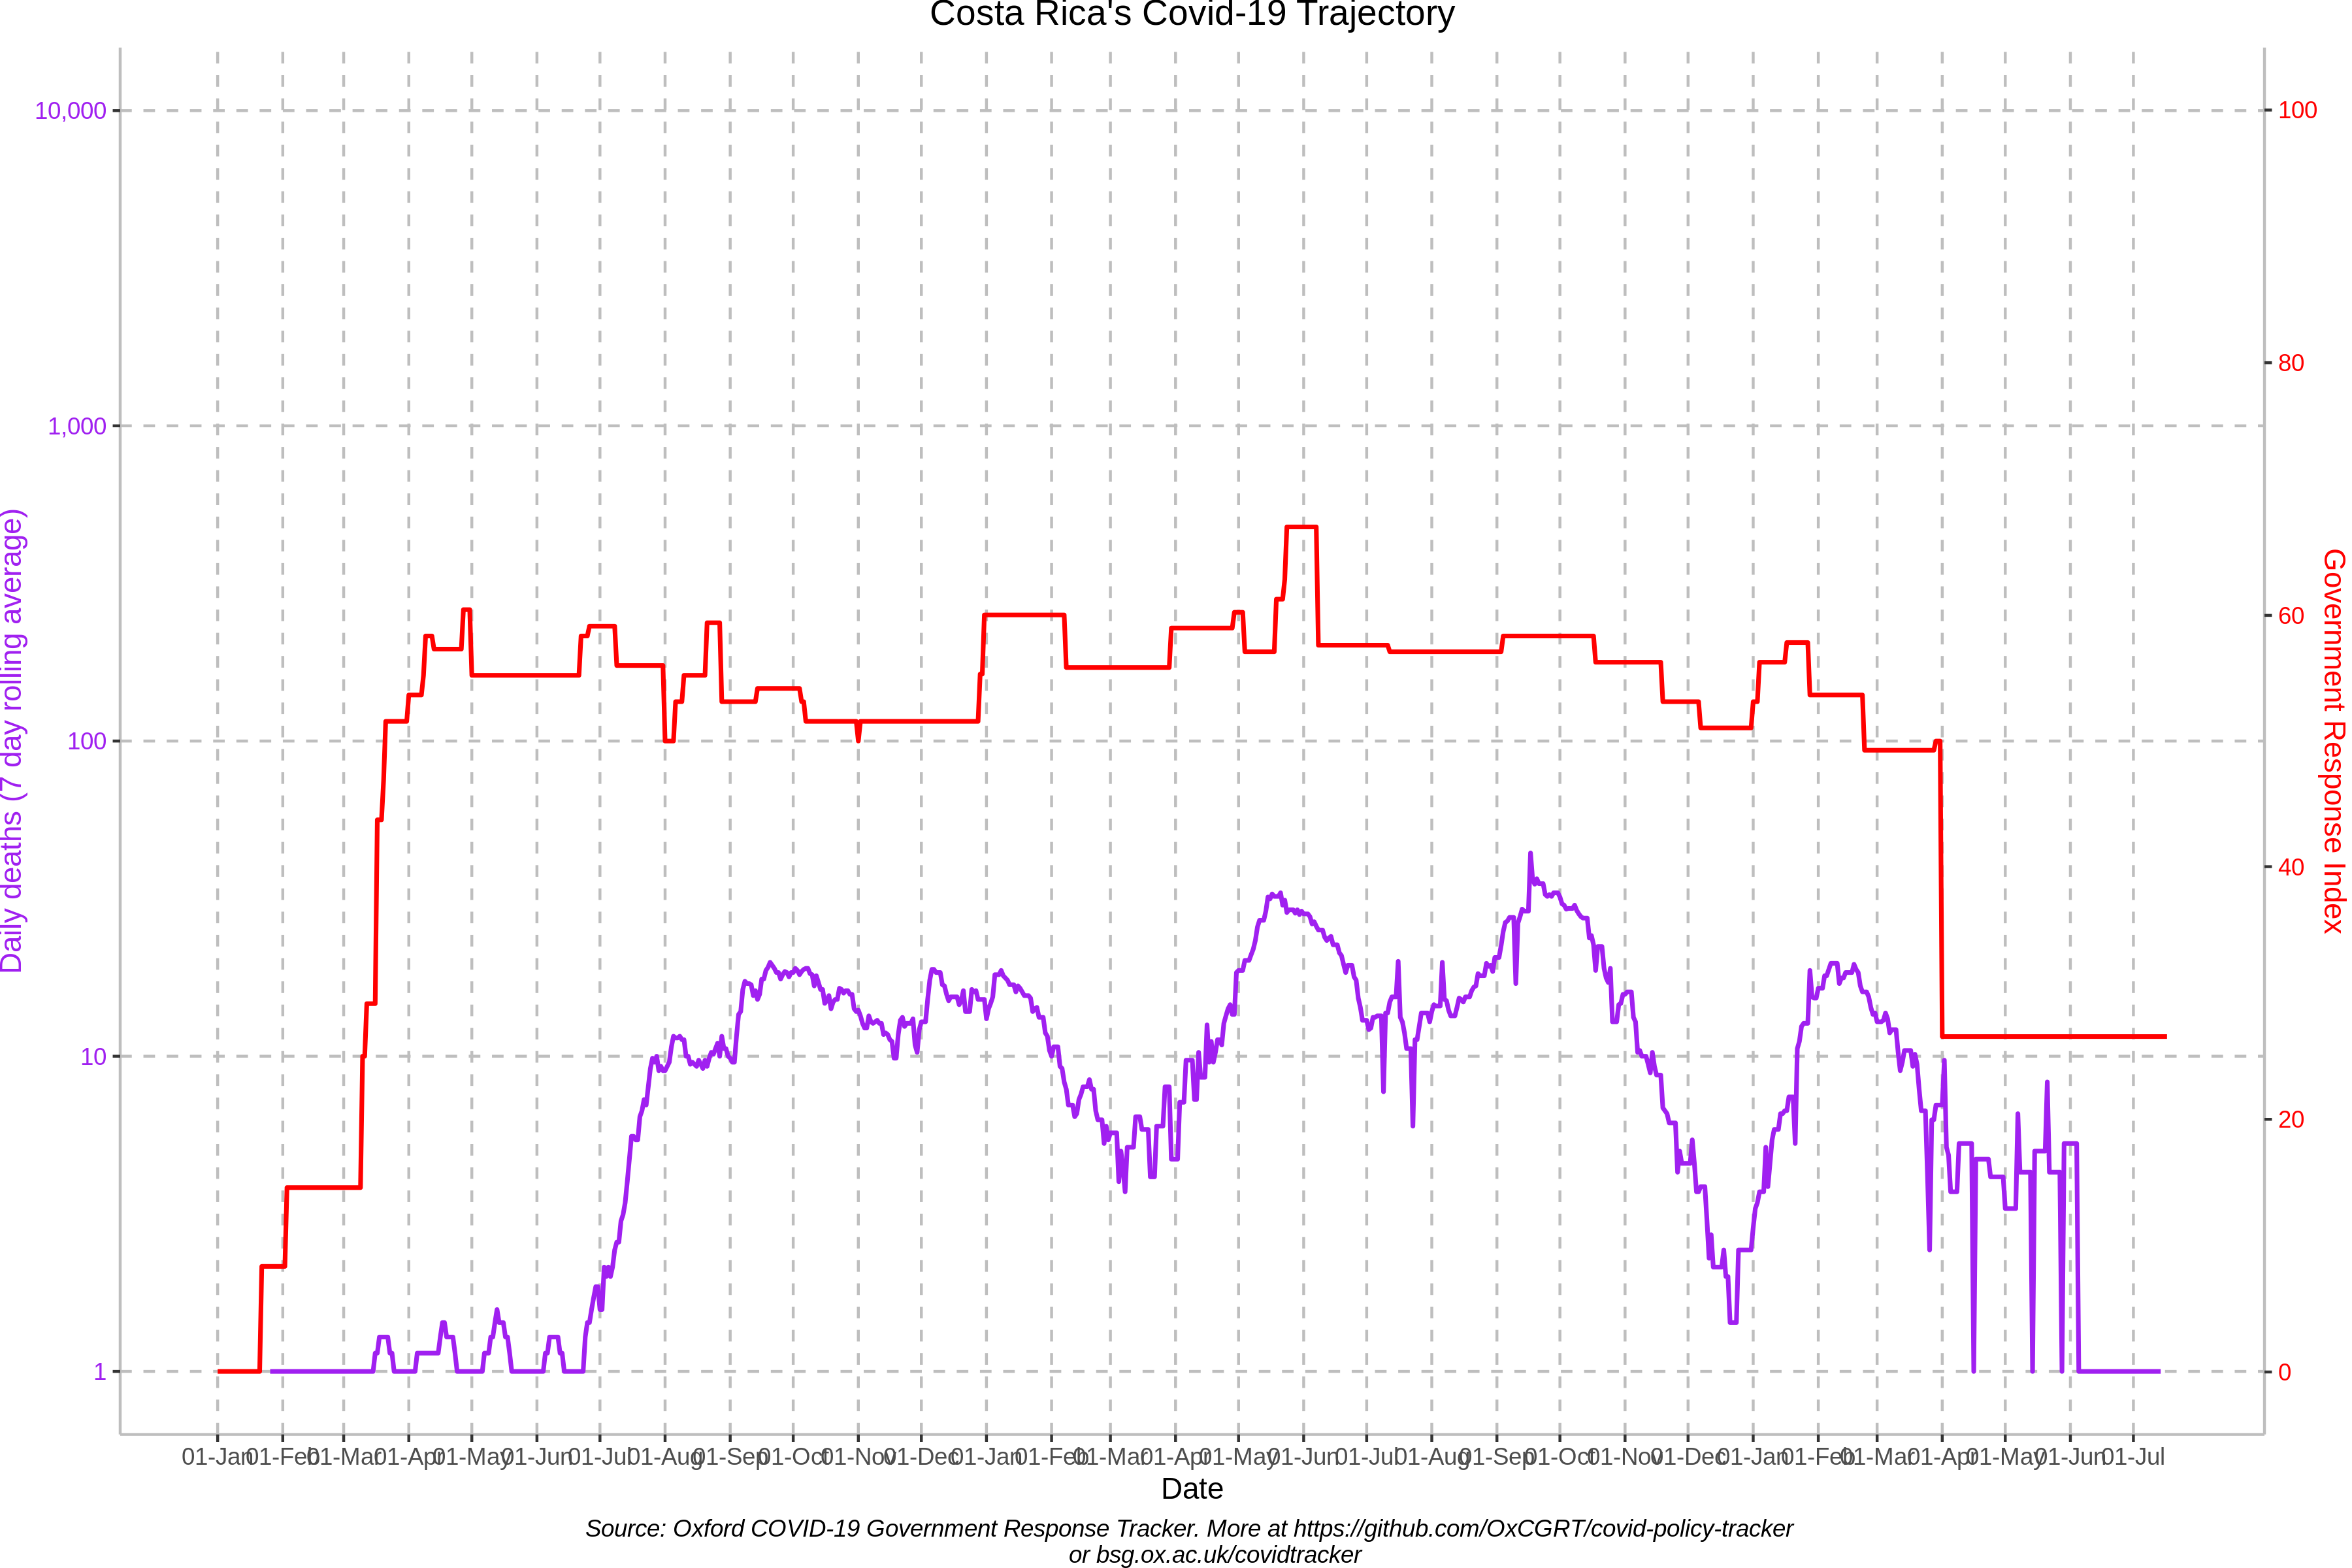 Costa Rica's Covid-19 Trajectory
10,000
1,000
100
10
1
Daily deaths (7 day rolling average)
100
80
60
40
20
0
Government Response Index
01-Jan 01-Feb 01-Mar 01-Apr 01-May 01-Jun 01-Jul 01-Aug 01-Sep 01-Oct 01-Nov 01-Dec 01-Jan 01-Feb 01-Mar 01-Apr 01-May 01-Jun 01-Jul 01-Aug 01-Sep 01-Oct 01-Nov 01-Dec 01-Jan 01-Feb 01-Mar 01-Apr 01-May 01-Jun 01-Jul
Date
Source: Oxford COVID-19 Government Response Tracker. More at https://github.com/OxCGRT/covid-policy-tracker
or bsg.ox.ac.uk/covidtracker